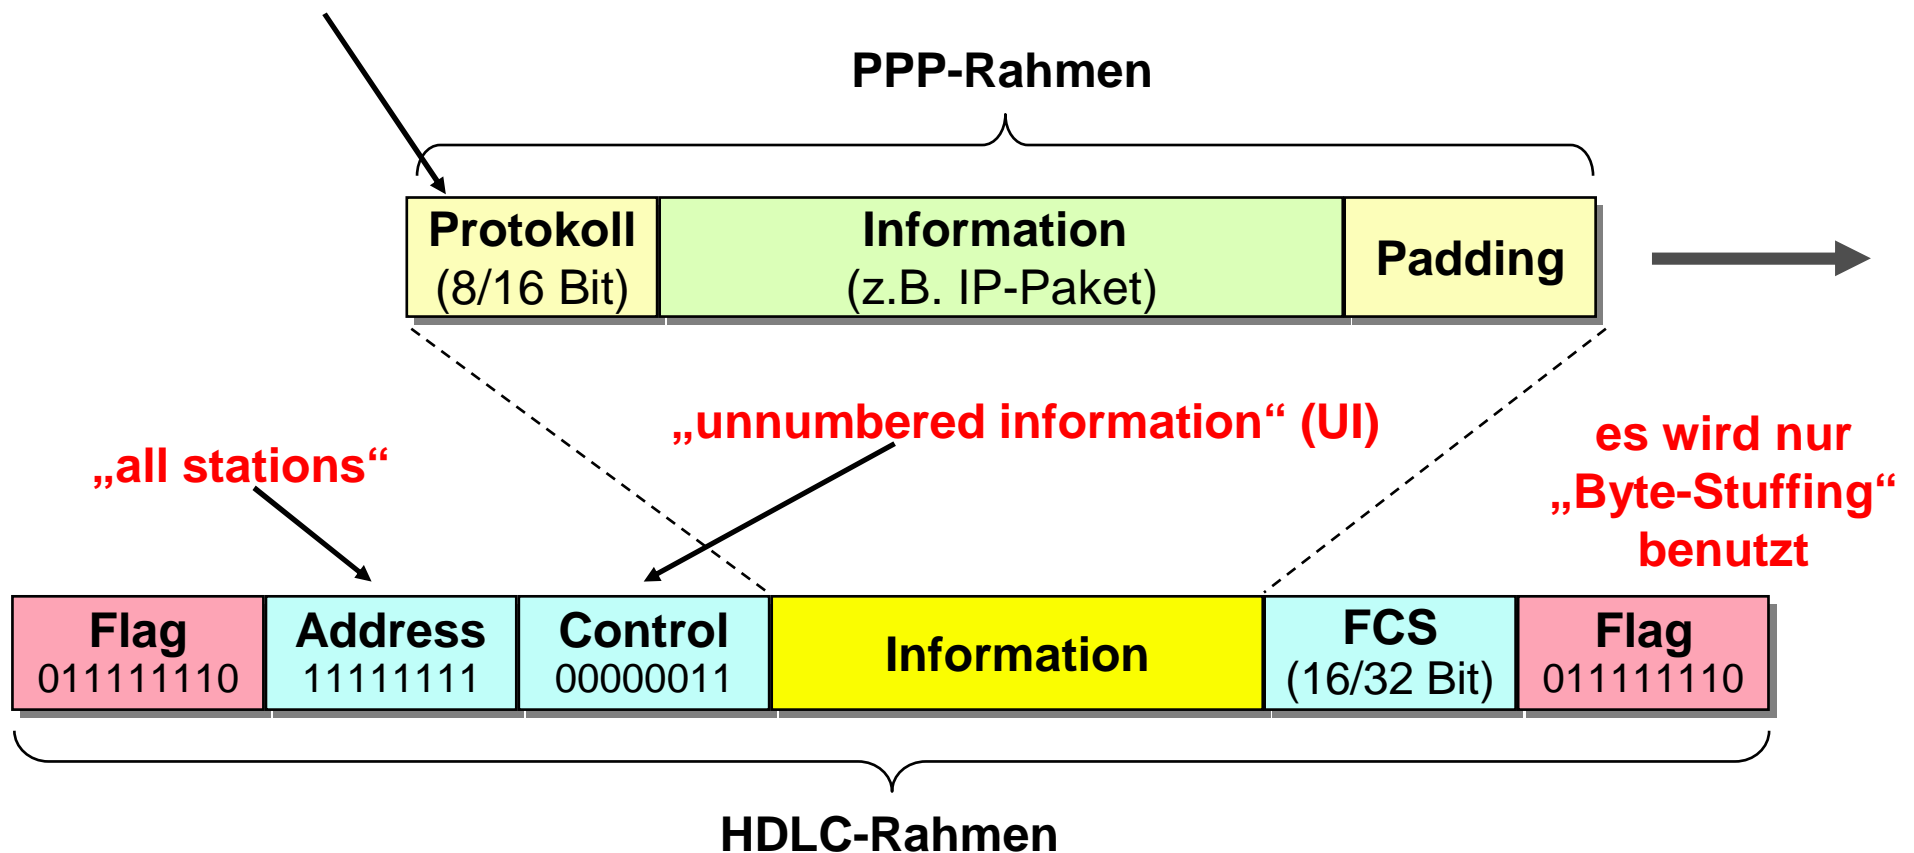 PPP-Rahmen
Protokoll
(8/16 Bit)
Information
(z.B. IP-Paket)
Padding
„unnumbered information“ (UI)
„all stations“
es wird nur
„Byte-Stuffing“
benutzt
Flag
011111110
Address
11111111
Control
00000011
Information
FCS
(16/32 Bit)
Flag
011111110
HDLC-Rahmen